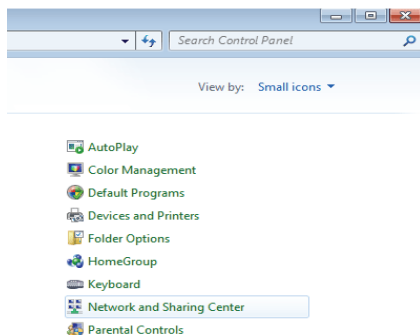 Search Control Panel
View by: Small icons
AutoPlay
Color Management
Default Programs
Devices and Printers
Folder Options
HomeGroup
Keyboard
Network and Sharing Center
Parental Controls